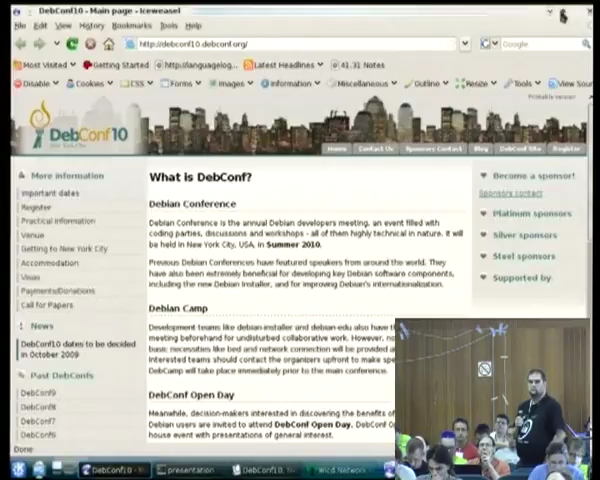 DebConf10 - Main page - Iceweasel
File Edit View History Bookmarks Tools Help
http://debconf10.debconf.org/
Google
Most Visited Getting Started http://languagelog... Latest Headlines 41.31 Notes
Disable Cookies CSS Forms Images Information Miscellaneous Outline Resize Tools View Sour
Printable version
DebConf10
New York City
Home Contact Us Sponsors Contact Blog DebConf Wiki Register
More information
Important dates
Register
Practical information
Venue
Getting to New York City
Accommodation
Visas
Payments/Donations
Call for Papers
News
DebConf10 dates to be decided
in October 2009
Past DebConfs
DebConf9
DebConf8
DebConf7
DebConf6
What is DebConf?
Debian Conference
Debian Conference is the annual Debian developers meeting, an event filled with
coding parties, discussions and workshops - all of them highly technical in nature. It will
be held in New York City, USA, in Summer 2010.
Previous Debian Conferences have featured speakers from around the world. They
have also been extremely beneficial for developing key Debian software components,
including the new Debian Installer, and for improving Debian's internationalization.
Debian Camp
Development teams like debian-installer and debian-edu also have th
meeting beforehand for undisturbed collaborative work. However, no
basic necessities like bed and network connection will be provided a
interested teams should contact the organizers upfront to make spe
DebCamp will take place immediately prior to the main conference.
DebConf Open Day
Meanwhile, decision-makers interested in discovering the benefits of
Debian users are invited to attend DebConf Open Day, DebConf O
house event with presentations of general interest.
Become a sponsor!
Sponsors contact
Platinum sponsors
Silver sponsors
Steel sponsors
Supported by
Done
DebConf10 - M presentation DebConf10, N Wicd Network